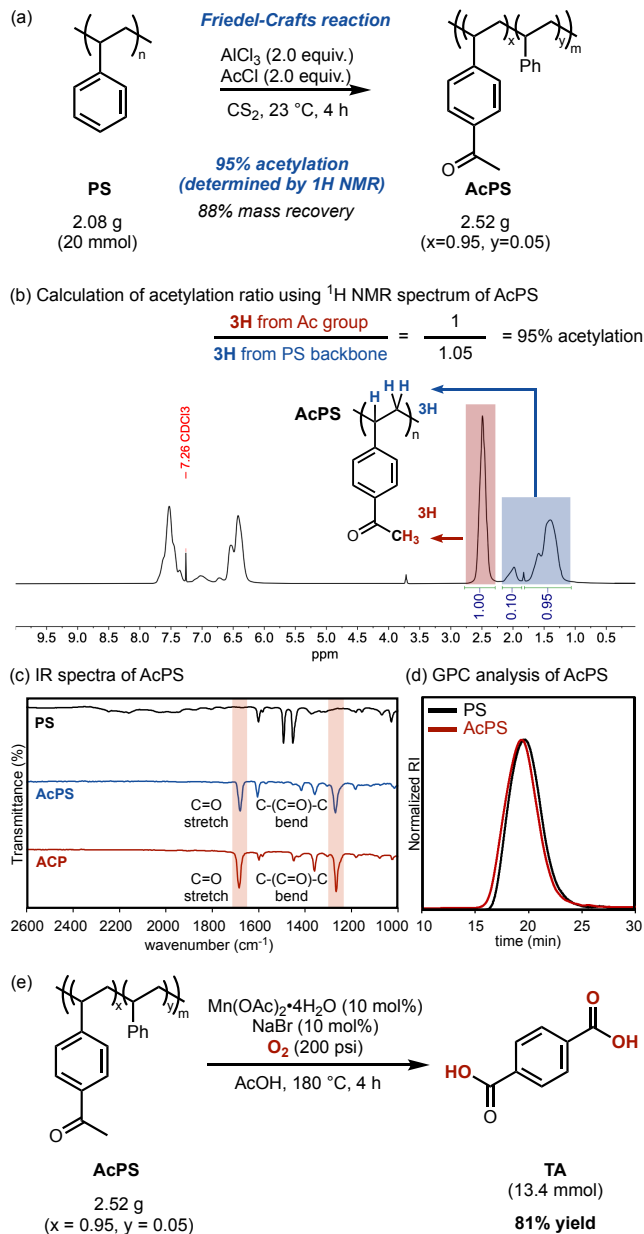 (a)
Friedel-Crafts reaction
n
AlCl3 (2.0 equiv.)
AcCl (2.0 equiv.)
CS2, 23 °C, 4 h
x
y
m
Ph
O
95% acetylation
(determined by 1H NMR)
88% mass recovery
PS
2.08 g
(20 mmol)
AcPS
2.52 g
(x=0.95, y=0.05)
(b) Calculation of acetylation ratio using 1H NMR spectrum of AcPS
3H from Ac group
3H from PS backbone
=
1
1.05
= 95% acetylation
AcPS
H
H H
3H
n
O
CH3
3H
– 7.26 CDCl3
1.00
0.10
0.95
9.5 9.0 8.5 8.0 7.5 7.0 6.5 6.0 5.5 5.0 4.5 4.0 3.5 3.0 2.5 2.0 1.5 1.0 0.5 0.0
ppm
(c) IR spectra of AcPS
Transmittance (%)
PS
AcPS
C=O
stretch
C-(C=O)-C
bend
ACP
C=O
stretch
C-(C=O)-C
bend
2600 2400 2200 2000 1800 1600 1400 1200 1000
wavenumber (cm-1)
(d) GPC analysis of AcPS
Normalized RI
PS
AcPS
10 15 20 25 30
time (min)
(e)
x
y
m
Ph
O
Mn(OAc)2•4H2O (10 mol%)
NaBr (10 mol%)
O2 (200 psi)
AcOH, 180 °C, 4 h
O
OH
HO
O
AcPS
2.52 g
(x = 0.95, y = 0.05)
TA
(13.4 mmol)
81% yield